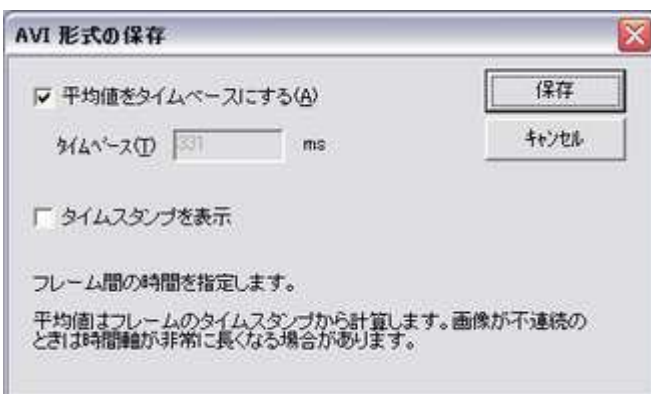 AVI 形式の保存
平均値をタイムベースにする(A)
保存
タイムベース(T) 331 ms
キャンセル
タイムスタンプを表示
フレーム間の時間を指定します。
平均値はフレームのタイムスタンプから計算します。画像が不連続の
ときは時間軸が非常に長くなる場合があります。